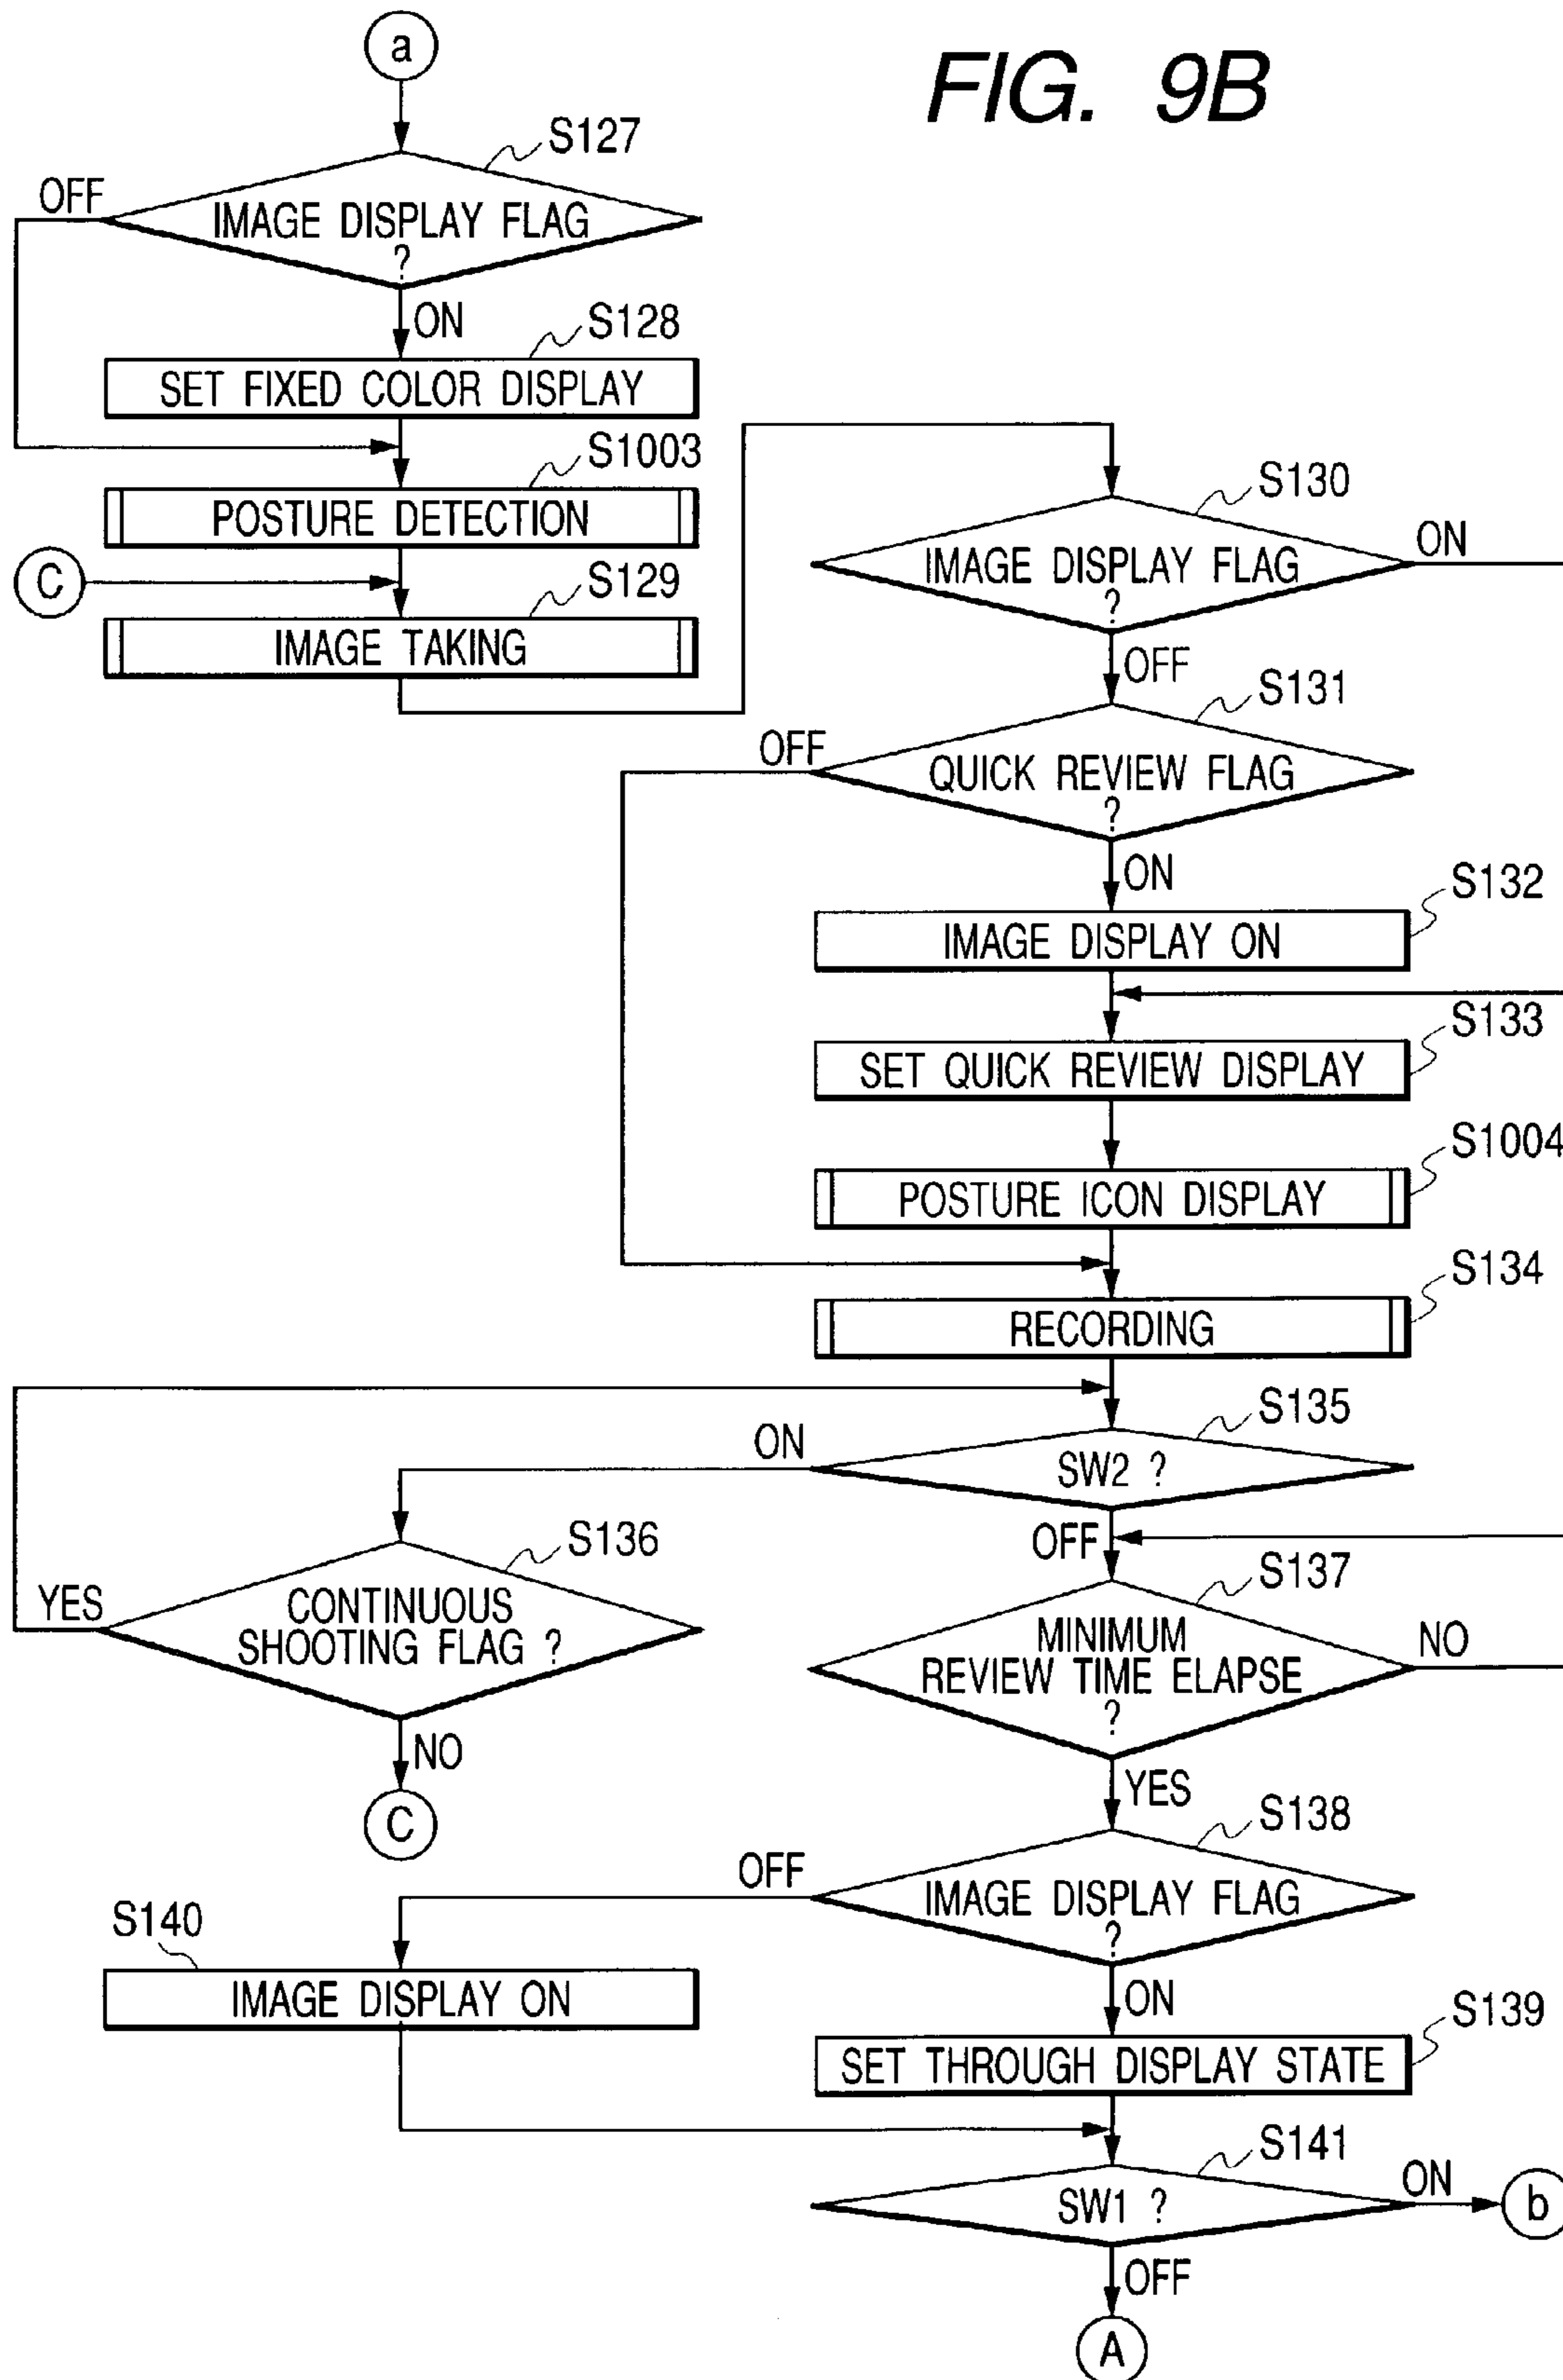 FIG. 9B
a
S127
OFF
IMAGE DISPLAY FLAG
?
ON
S128
SET FIXED COLOR DISPLAY
S1003
POSTURE DETECTION
C
S129
IMAGE TAKING
S130
IMAGE DISPLAY FLAG
?
ON
OFF
S131
OFF
QUICK REVIEW FLAG
?
ON
S132
IMAGE DISPLAY ON
S133
SET QUICK REVIEW DISPLAY
S1004
POSTURE ICON DISPLAY
S134
RECORDING
S135
ON
SW2 ?
OFF
S136
YES
CONTINUOUS
SHOOTING FLAG ?
NO
C
S137
MINIMUM
REVIEW TIME ELAPSE
?
NO
YES
S138
OFF
IMAGE DISPLAY FLAG
?
ON
S140
IMAGE DISPLAY ON
S139
SET THROUGH DISPLAY STATE
S141
SW1 ?
ON
b
OFF
A